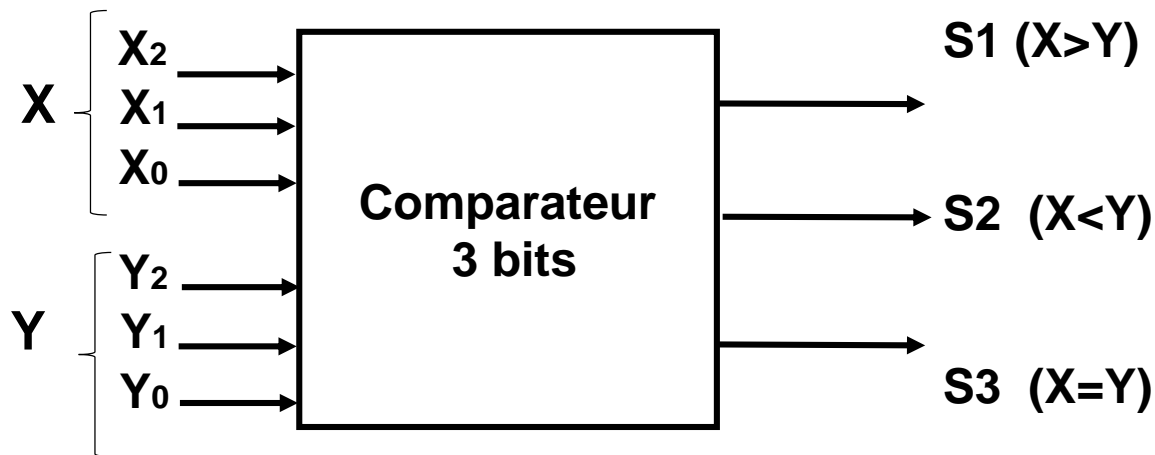 X
X2
X1
X0
Y
Y2
Y1
Y0
Comparateur
3 bits
S1 (X>Y)
S2 (X<Y)
S3 (X=Y)